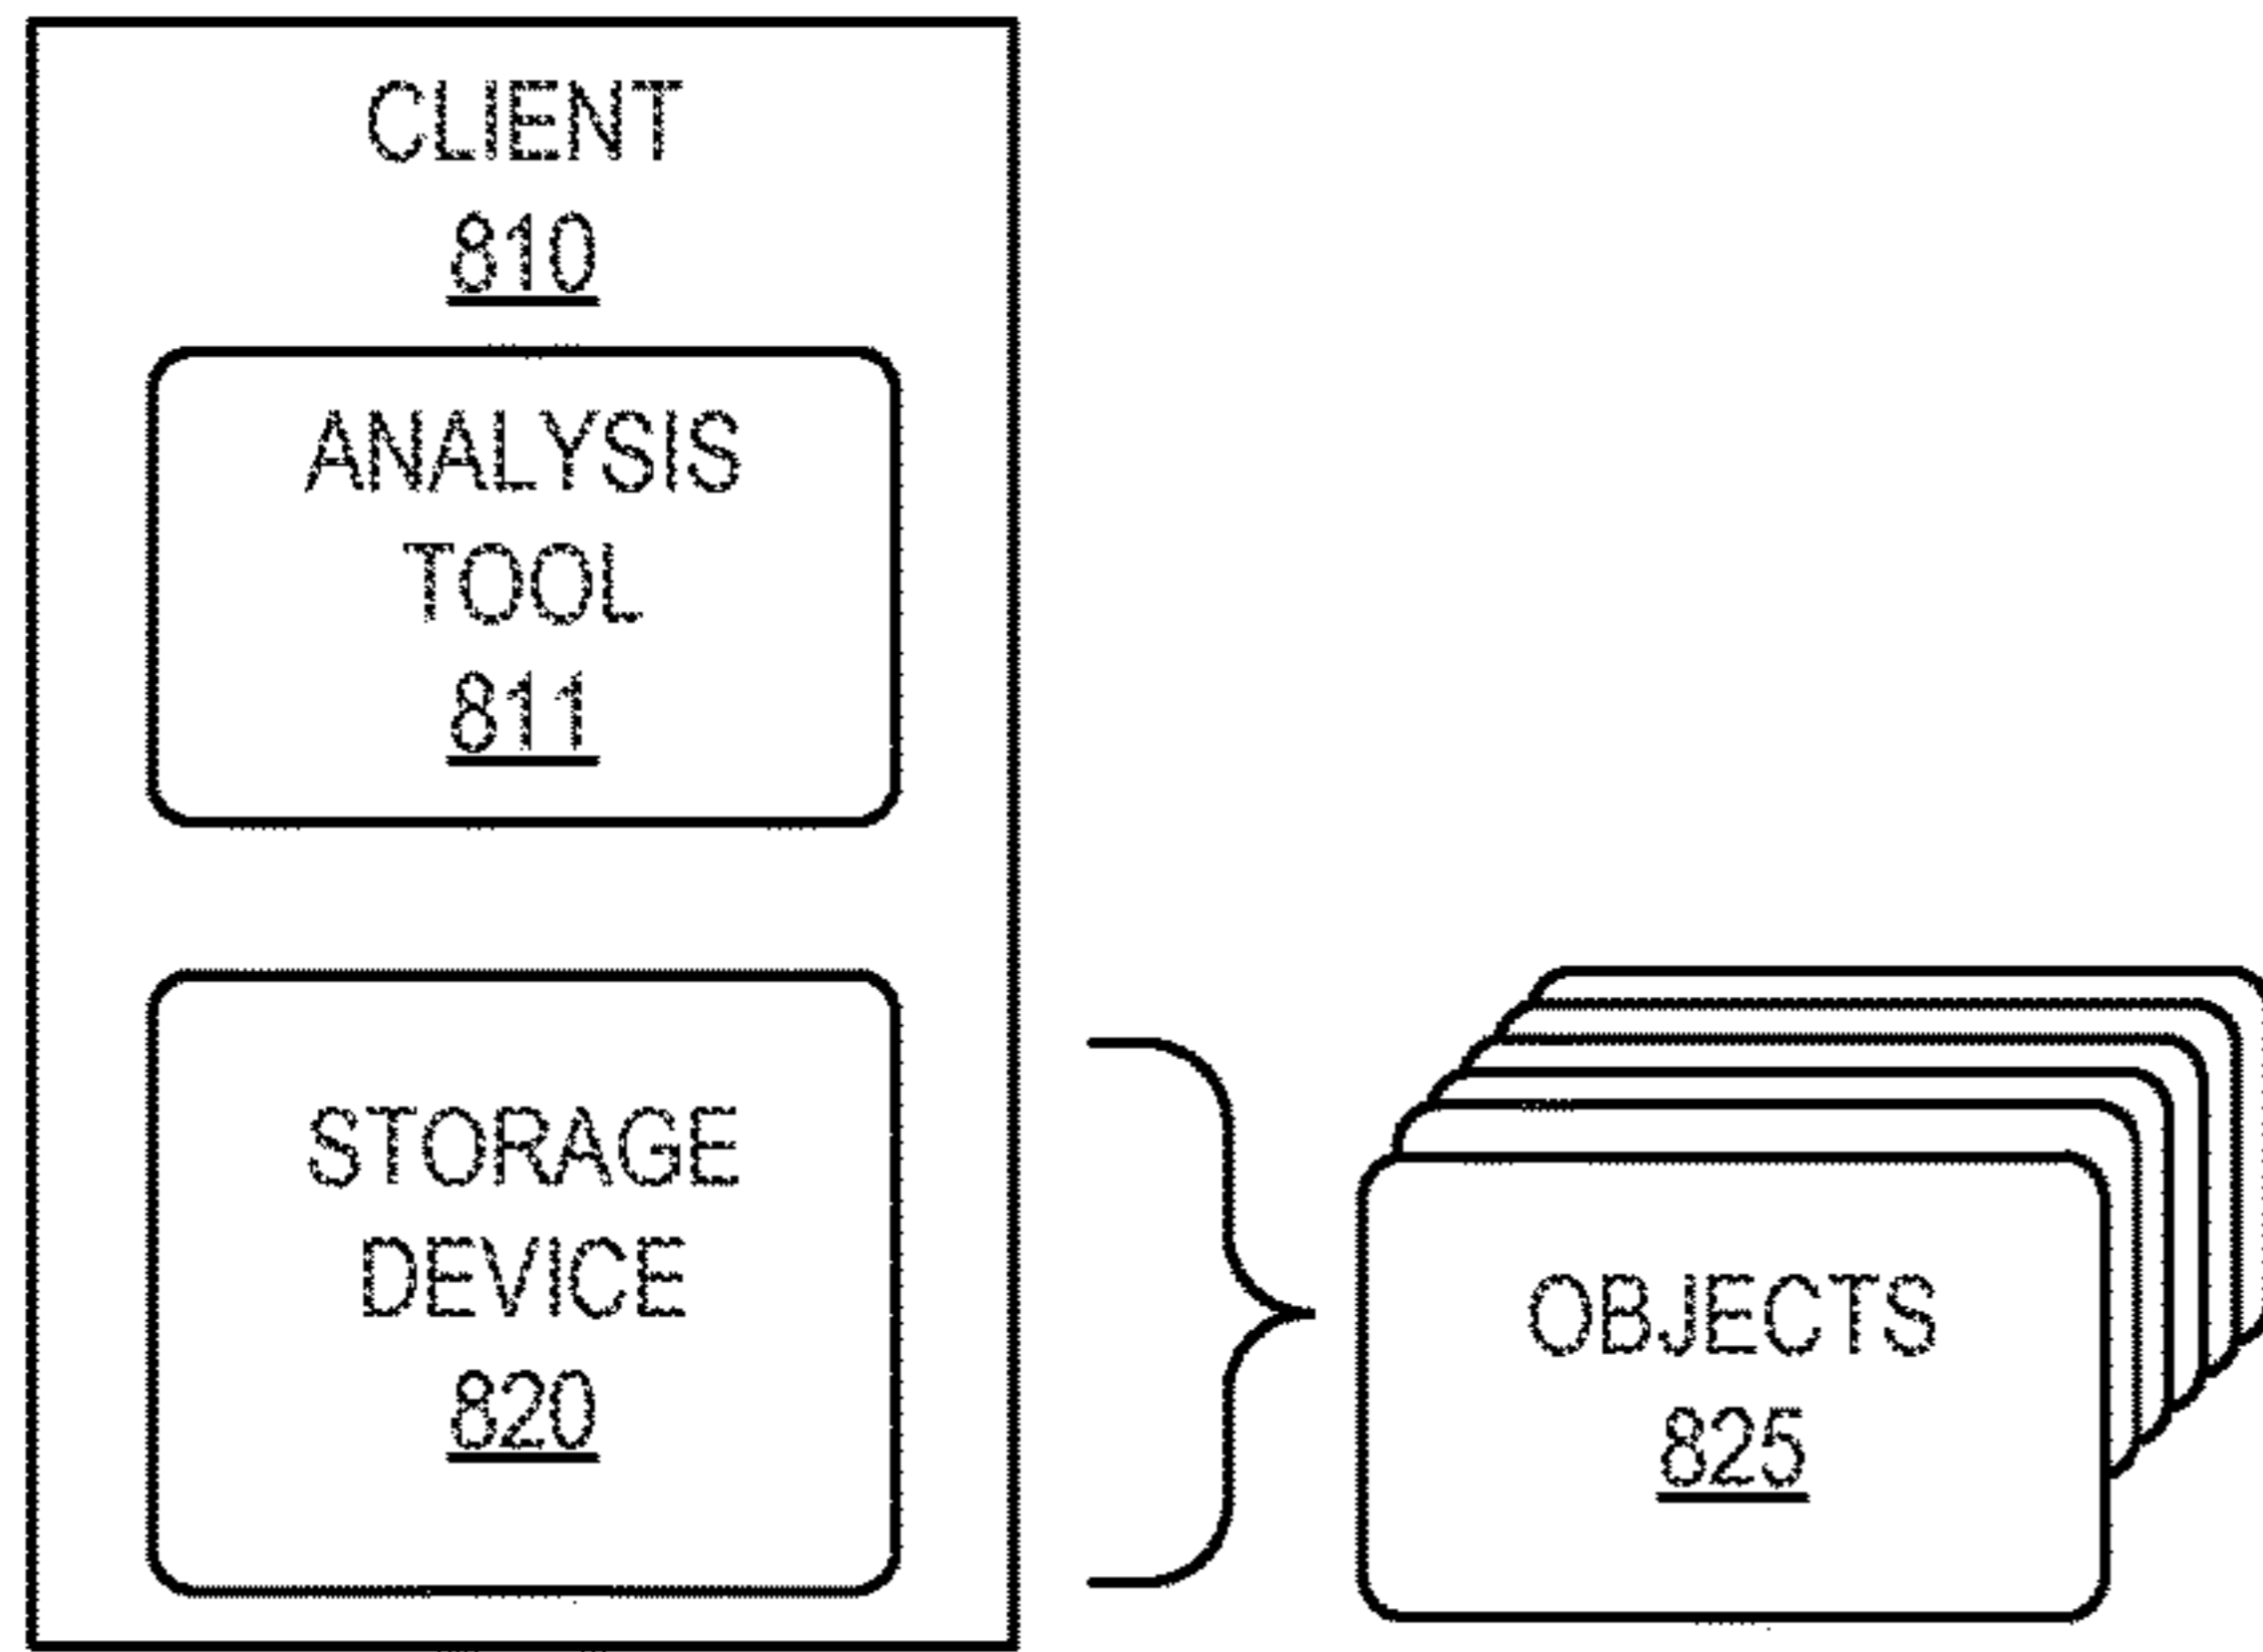 CLIENT
810
ANALYSIS
TOOL
811
STORAGE
DEVICE
820
OBJECTS
825